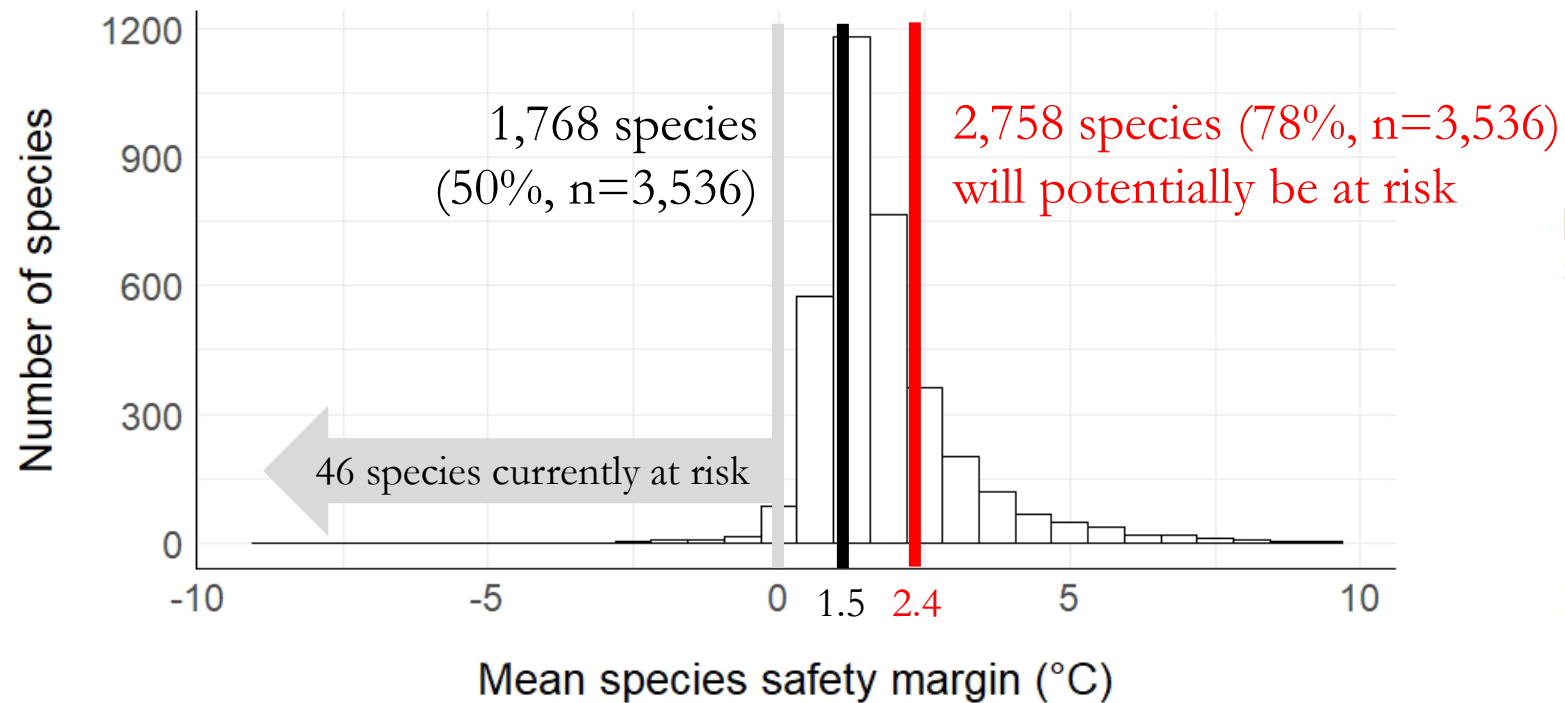 1200
900
600
300
0
Number of species
1,768 species
(50%, n=3,536)
2,758 species (78%, n=3,536)
will potentially be at risk
46 species currently at risk
-10
-5
0
1.5
2.4
5
10
Mean species safety margin (°C)